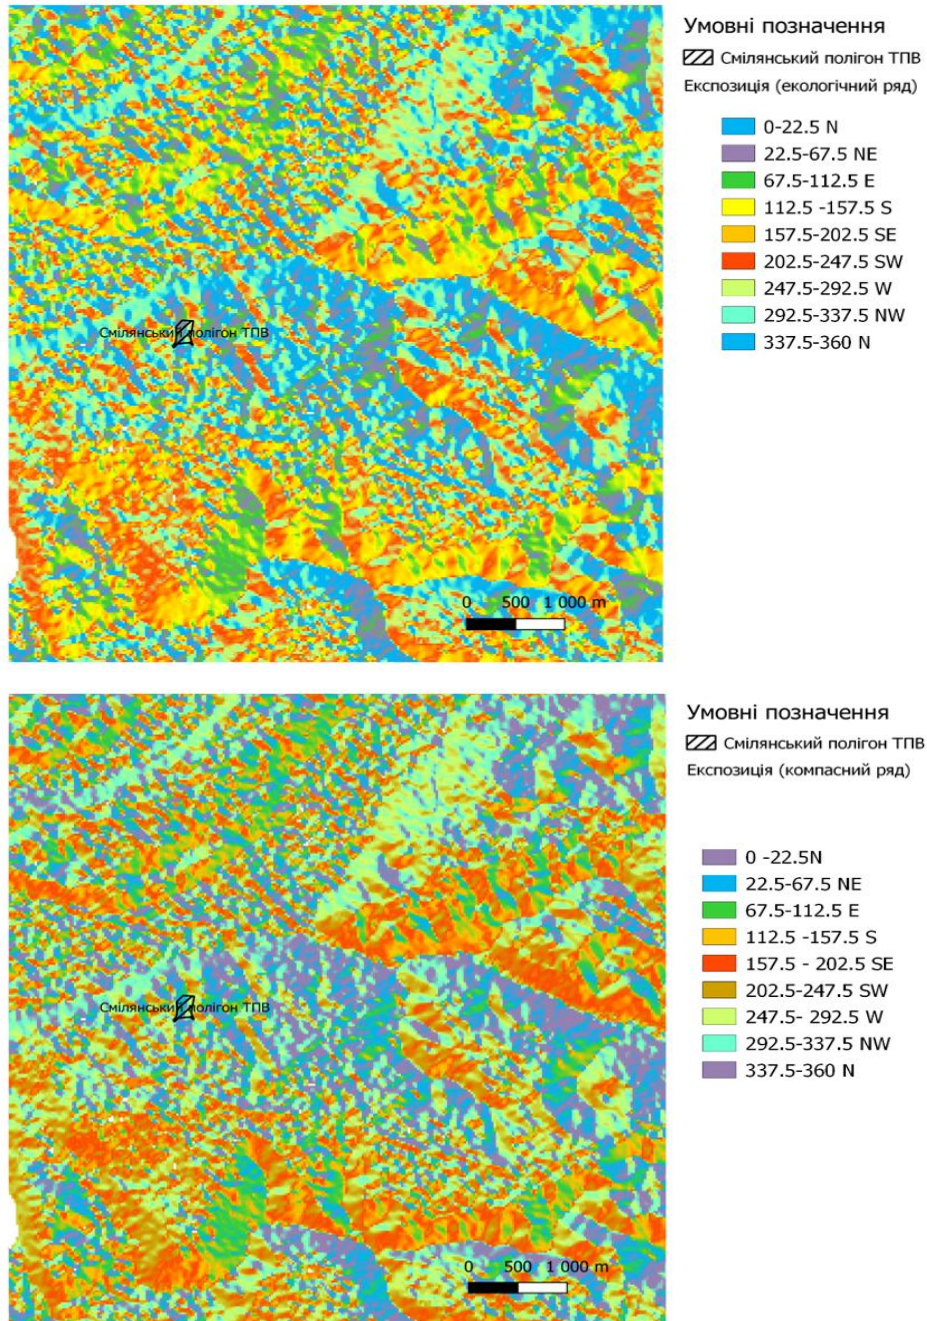 Умовні позначення
Смілянський полігон ТПВ
Експозиція (екологічний ряд)
0-22.5 N
22.5-67.5 NE
67.5-112.5 E
112.5 -157.5 S
157.5-202.5 SE
202.5-247.5 SW
247.5-292.5 W
292.5-337.5 NW
337.5-360 N
Смілянський полігон ТПВ
0 500 1 000 m
Умовні позначення
Смілянський полігон ТПВ
Експозиція (компасний ряд)
0 -22.5N
22.5-67.5 NE
67.5-112.5 E
112.5 -157.5 S
157.5 - 202.5 SE
202.5-247.5 SW
247.5- 292.5 W
292.5-337.5 NW
337.5-360 N
Смілянський полігон ТПВ
0 500 1 000 m